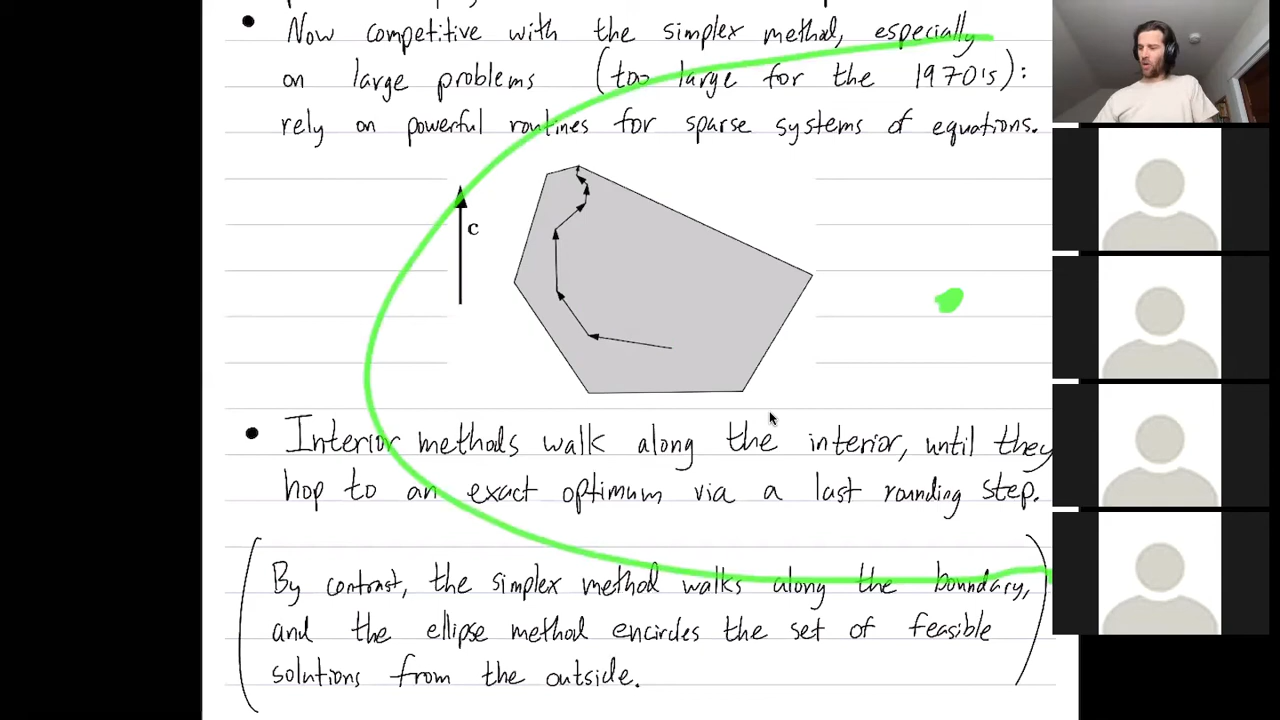 • Now competitive with the simplex method, especially
on large problems (too large for the 1970's):
rely on powerful routines for sparse systems of equations.
c
• Interior methods walk along the interior, until they
hop to an exact optimum via a last rounding step.
(By contrast, the simplex method walks along the boundary,
and the ellipse method encircles the set of feasible
solutions from the outside.)